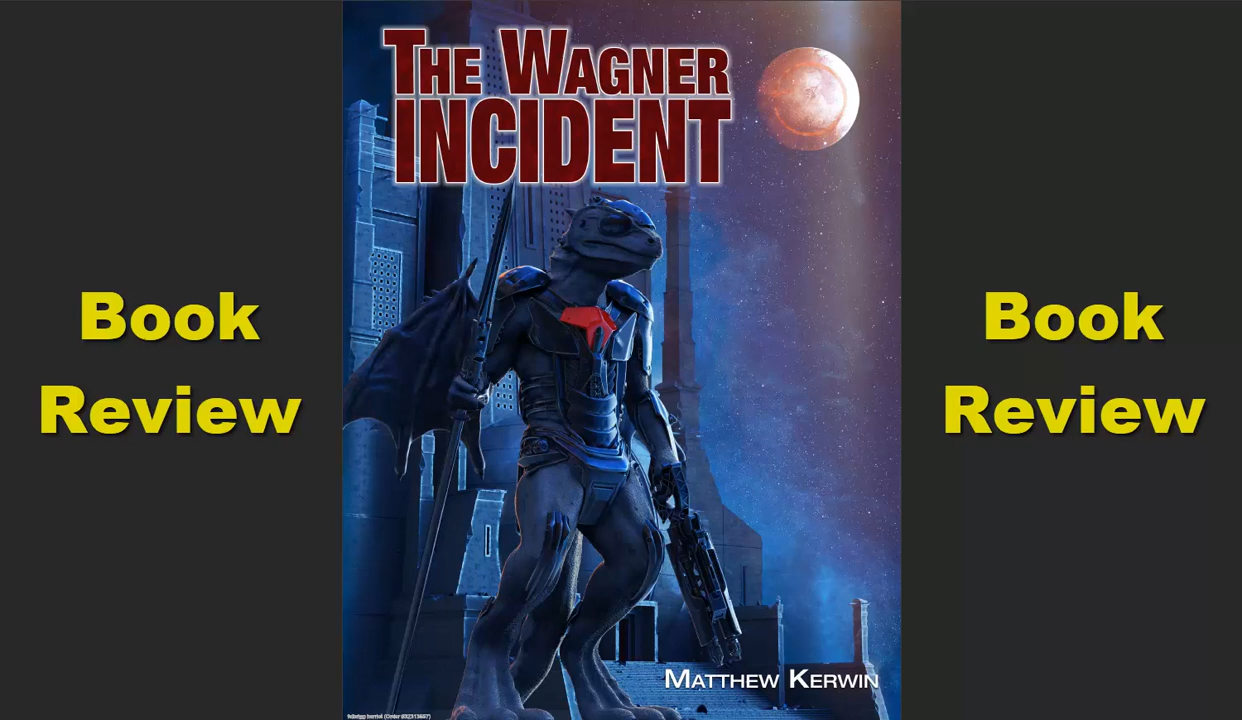 THE WAGNER
INCIDENT
Book
Review
Book
Review
MATTHEW KERWIN